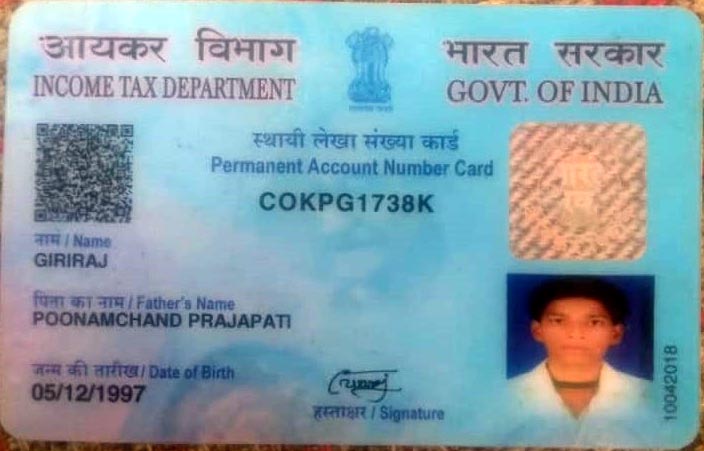 आयकर विभाग
INCOME TAX DEPARTMENT
भारत सरकार
GOVT. OF INDIA
स्थायी लेखा संख्या कार्ड
Permanent Account Number Card
COKPG1738K
नाम / Name
GIRIRAJ
पिता का नाम / Father's Name
POONAMCHAND PRAJAPATI
जन्म की तारीख / Date of Birth
05/12/1997
हस्ताक्षर / Signature
10042018